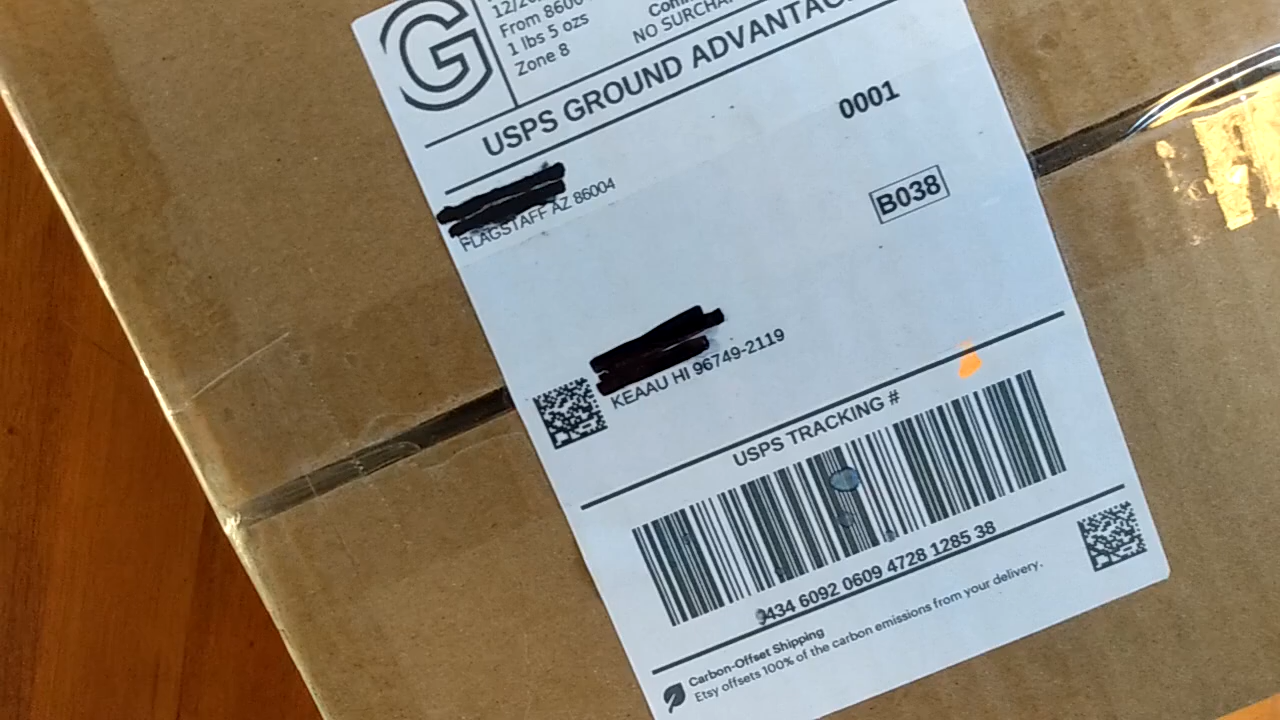 G
From 8600
1 lbs 5 ozs
Zone 8
NO SURCHA
USPS GROUND ADVANTAG
0001
FLAGSTAFF AZ 86004
B038
KEAAU HI 96749-2119
USPS TRACKING #
9434 6092 0609 4728 1285 38
Carbon-Offset Shipping
Etsy offsets 100% of the carbon emissions from your delivery.